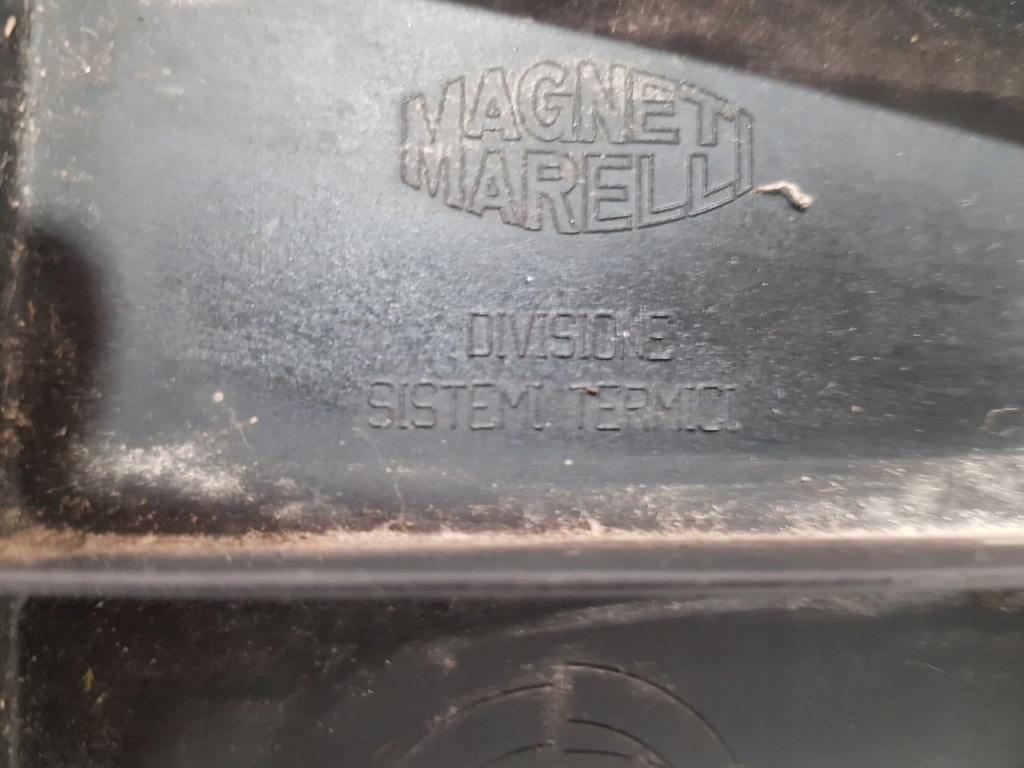 MAGNETI
MARELLI
DIVISIONE
SISTEMI TERMICI